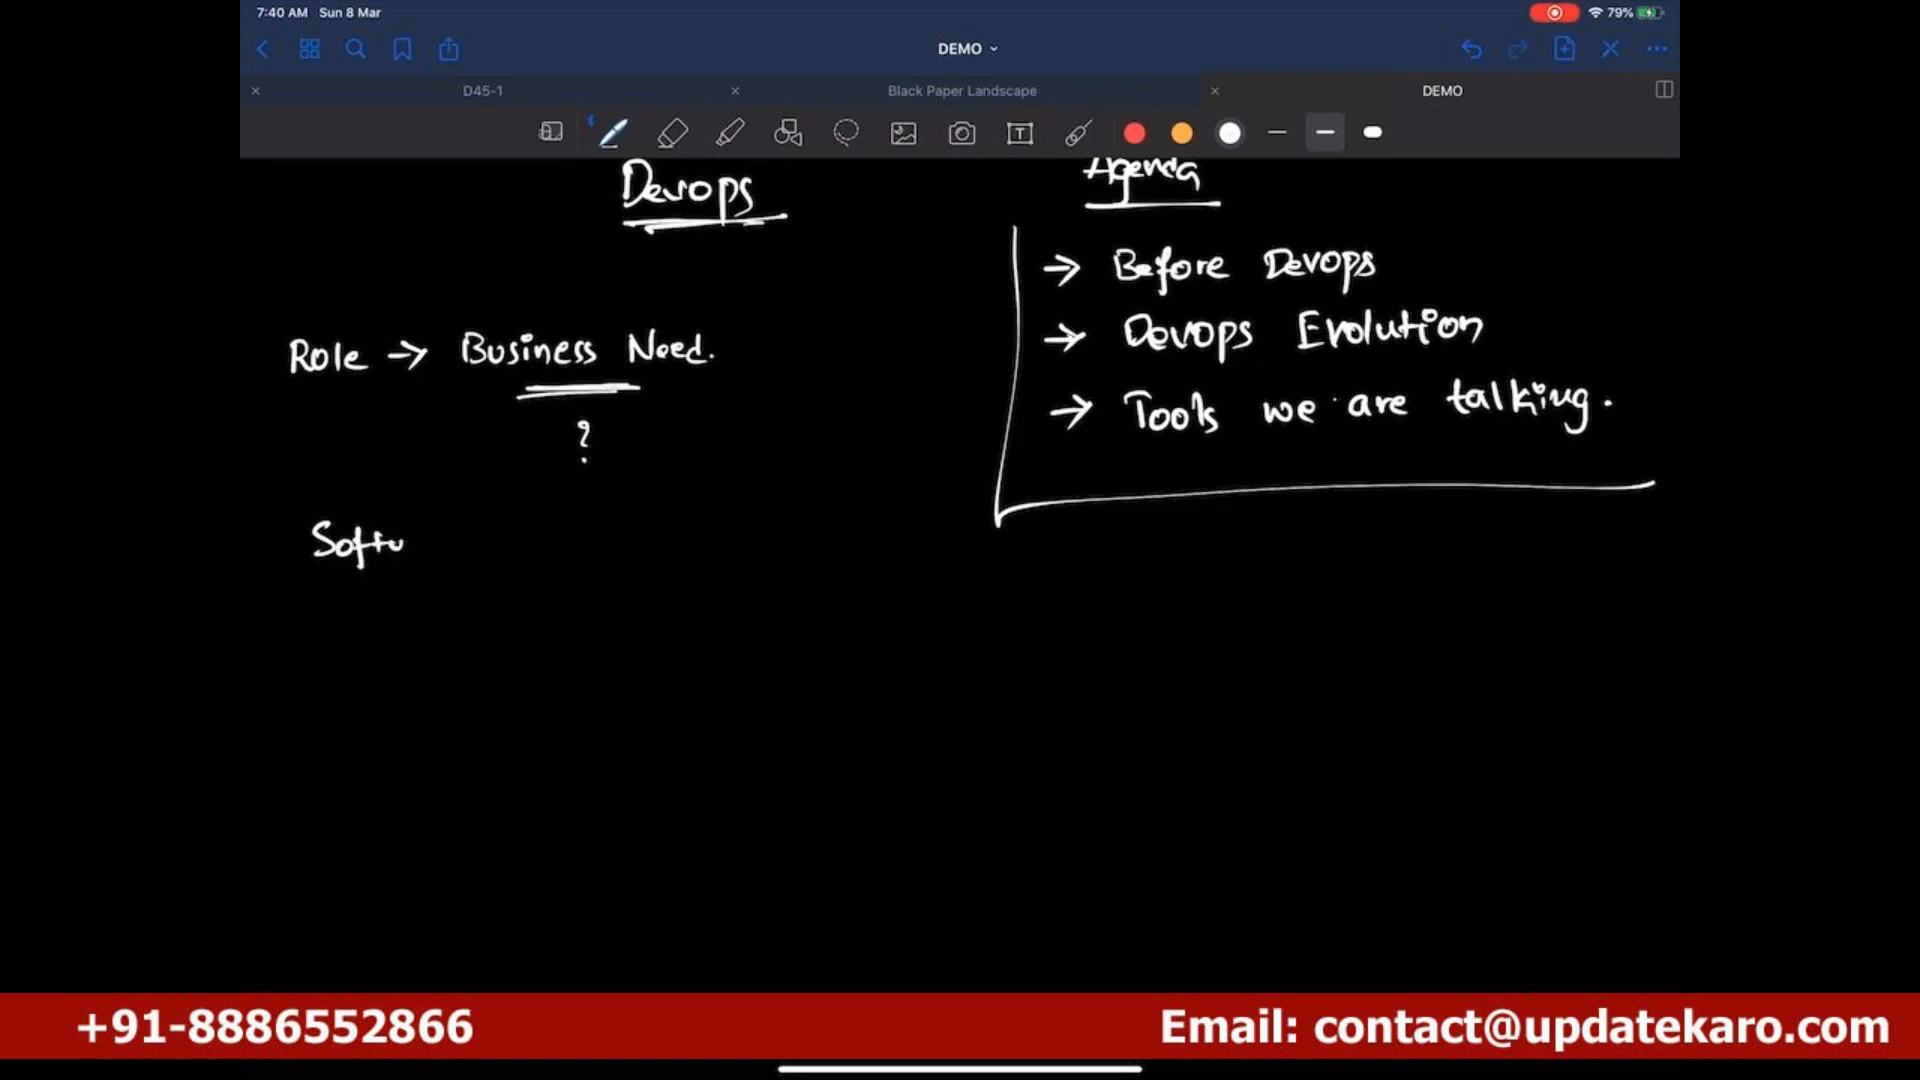 7:40 AM Sun 8 Mar
79%
DEMO
D45-1
Black Paper Landscape
DEMO
Devops
Agenda
→ Before Devops
→ Devops Evolution
→ Tools we are talking.
Role → Business Need.
?
Softw
+91-8886552866
Email: contact@updatekaro.com